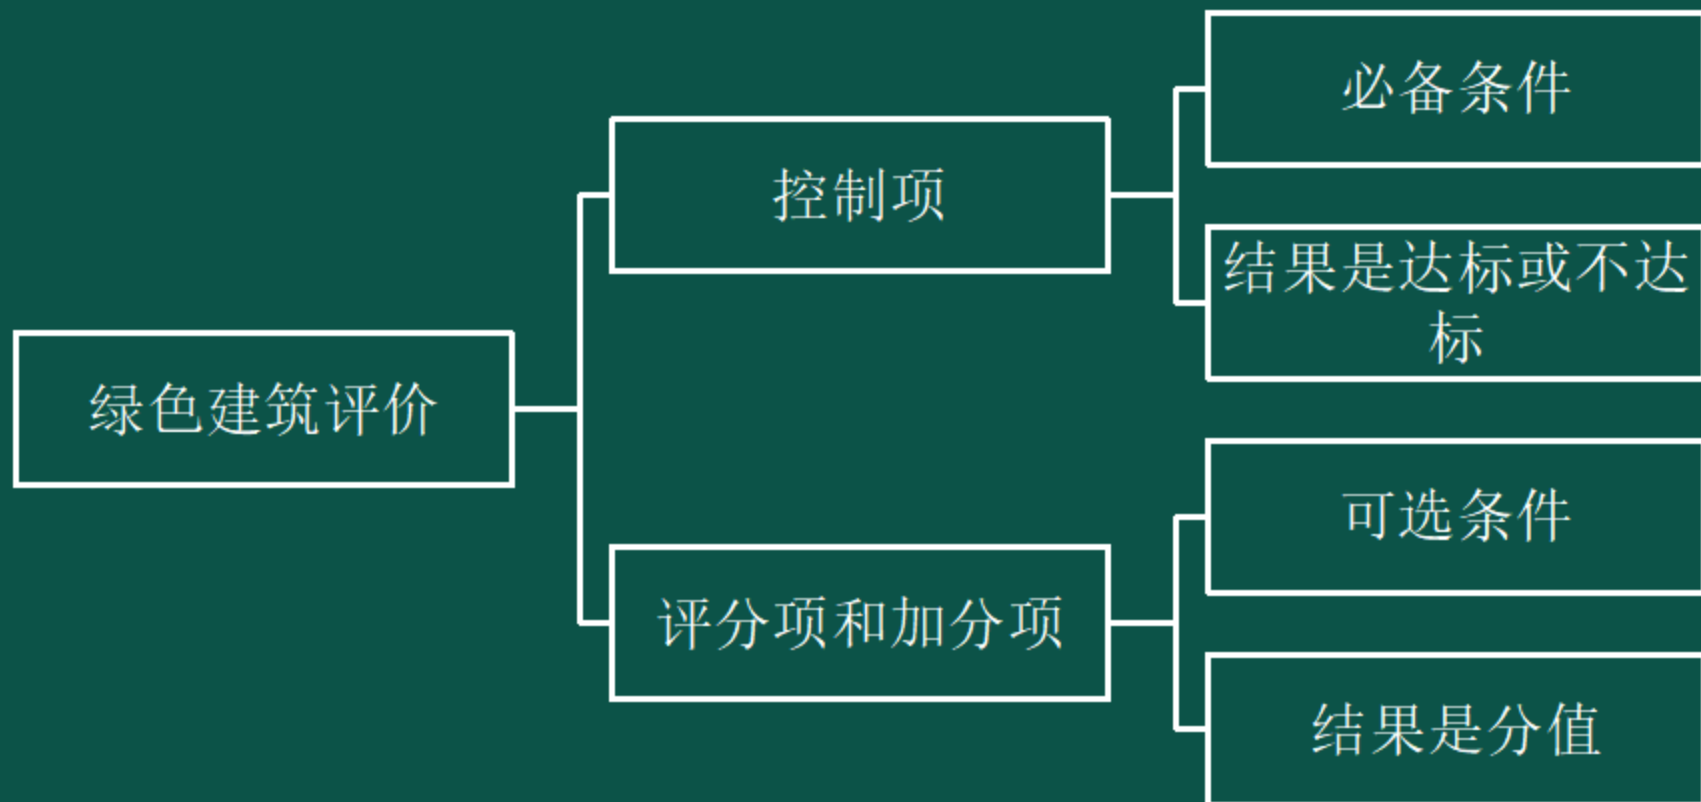 必备条件
控制项
结果是达标或不达
标
绿色建筑评价
可选条件
评分项和加分项
结果是分值